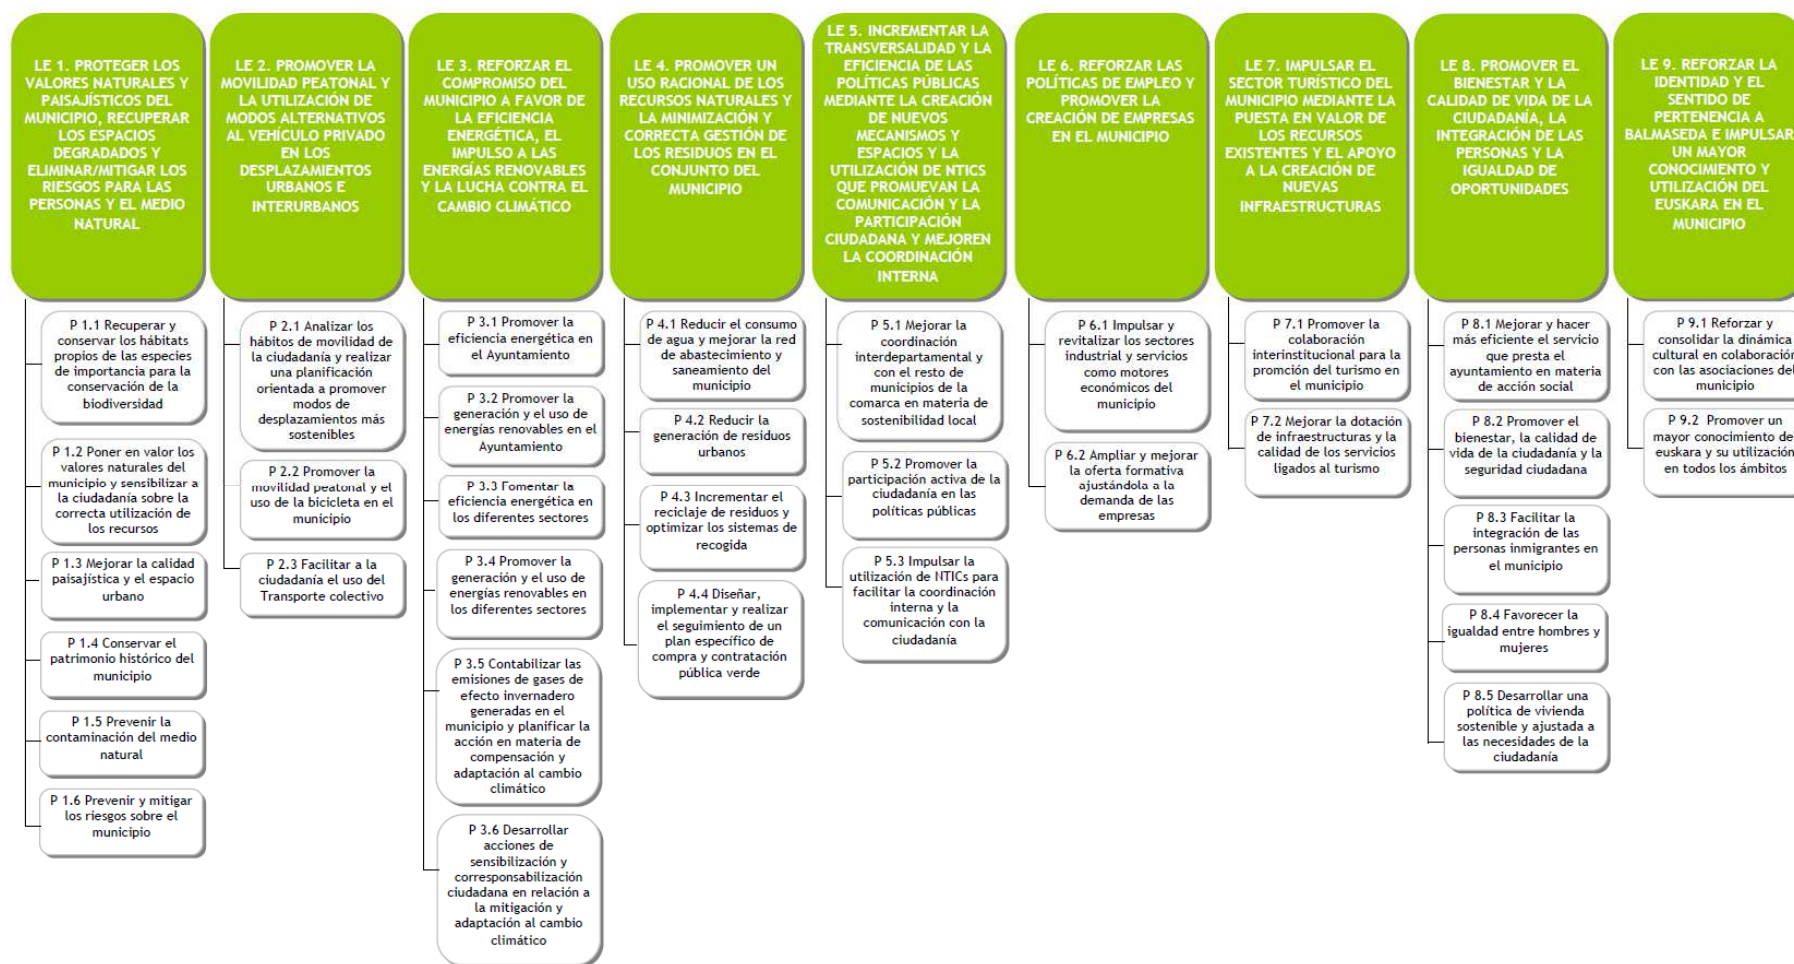 LE 1. PROTEGER LOS
VALORES NATURALES Y
PAISAJÍSTICOS DEL
MUNICIPIO, RECUPERAR
LOS ESPACIOS
DEGRADADOS Y
ELIMINAR/MITIGAR LOS
RIESGOS PARA LAS
PERSONAS Y EL MEDIO
NATURAL
P 1.1 Recuperar y
conservar los hábitats
propios de las especies
de importancia para la
conservación de la
biodiversidad
P 1.2 Poner en valor los
valores naturales del
municipio y sensibilizar a
la ciudadanía sobre la
correcta utilización de
los recursos
P 1.3 Mejorar la calidad
paisajística y el espacio
urbano
P 1.4 Conservar el
patrimonio histórico del
municipio
P 1.5 Prevenir la
contaminación del medio
natural
P 1.6 Prevenir y mitigar
los riesgos sobre el
municipio
LE 2. PROMOVER LA
MOVILIDAD PEATONAL Y
LA UTILIZACIÓN DE
MODOS ALTERNATIVOS
AL VEHÍCULO PRIVADO
EN LOS
DESPLAZAMIENTOS
URBANOS E
INTERURBANOS
P 2.1 Analizar los
hábitos de movilidad de
la ciudadanía y realizar
una planificación
orientada a promover
modos de
desplazamientos más
sostenibles
P 2.2 Promover la
movilidad peatonal y el
uso de la bicicleta en el
municipio
P 2.3 Facilitar a la
ciudadanía el uso del
Transporte colectivo
LE 3. REFORZAR EL
COMPROMISO DEL
MUNICIPIO A FAVOR DE
LA EFICIENCIA
ENERGÉTICA, EL
IMPULSO A LAS
ENERGÍAS RENOVABLES
Y LA LUCHA CONTRA EL
CAMBIO CLIMÁTICO
P 3.1 Promover la
eficiencia energética en
el Ayuntamiento
P 3.2 Promover la
generación y el uso de
energías renovables en el
Ayuntamiento
P 3.3 Fomentar la
eficiencia energética en
los diferentes sectores
P 3.4 Promover la
generación y el uso de
energías renovables en
los diferentes sectores
P 3.5 Contabilizar las
emisiones de gases de
efecto invernadero
generadas en el
municipio y planificar la
acción en materia de
compensación y
adaptación al cambio
climático
P 3.6 Desarrollar
acciones de
sensibilización y
corresponsabilización
ciudadana en relación a
la mitigación y
adaptación al cambio
climático
LE 4. PROMOVER UN
USO RACIONAL DE LOS
RECURSOS NATURALES Y
LA MINIMIZACIÓN Y
CORRECTA GESTIÓN DE
LOS RESIDUOS EN EL
CONJUNTO DEL
MUNICIPIO
P 4.1 Reducir el consumo
de agua y mejorar la red
de abastecimiento y
saneamiento del
municipio
P 4.2 Reducir la
generación de residuos
urbanos
P 4.3 Incrementar el
reciclaje de residuos y
optimizar los sistemas de
recogida
P 4.4 Diseñar,
implementar y realizar
el seguimiento de un
plan específico de
compra y contratación
pública verde
LE 5. INCREMENTAR LA
TRANSVERSALIDAD Y LA
EFICIENCIA DE LAS
POLÍTICAS PÚBLICAS
MEDIANTE LA CREACIÓN
DE NUEVOS
MECANISMOS Y
ESPACIOS Y LA
UTILIZACIÓN DE NTICS
QUE PROMUEVAN LA
COMUNICACIÓN Y LA
PARTICIPACIÓN
CIUDADANA Y MEJOREN
LA COORDINACIÓN
INTERNA
P 5.1 Mejorar la
coordinación
interdepartamental y
con el resto de
municipios de la
comarca en materia de
sostenibilidad local
P 5.2 Promover la
participación activa de la
ciudadanía en las
políticas públicas
P 5.3 Impulsar la
utilización de NTICs para
facilitar la coordinación
interna y la
comunicación con la
ciudadanía
LE 6. REFORZAR LAS
POLÍTICAS DE EMPLEO Y
PROMOVER LA
CREACIÓN DE EMPRESAS
EN EL MUNICIPIO
P 6.1 Impulsar y
revitalizar los sectores
industrial y servicios
como motores
económicos del
municipio
P 6.2 Ampliar y mejorar
la oferta formativa
ajustándola a la
demanda de las
empresas
LE 7. IMPULSAR EL
SECTOR TURÍSTICO DEL
MUNICIPIO MEDIANTE LA
PUESTA EN VALOR DE
LOS RECURSOS
EXISTENTES Y EL APOYO
A LA CREACIÓN DE
NUEVAS
INFRAESTRUCTURAS
P 7.1 Promover la
colaboración
interinstitucional para la
promción del turismo en
el municipio
P 7.2 Mejorar la dotación
de infraestructuras y la
calidad de los servicios
ligados al turismo
LE 8. PROMOVER EL
BIENESTAR Y LA
CALIDAD DE VIDA DE LA
CIUDADANÍA, LA
INTEGRACIÓN DE LAS
PERSONAS Y LA
IGUALDAD DE
OPORTUNIDADES
P 8.1 Mejorar y hacer
más eficiente el servicio
que presta el
ayuntamiento en materia
de acción social
P 8.2 Promover el
bienestar, la calidad de
vida de la ciudadanía y la
seguridad ciudadana
P 8.3 Facilitar la
integración de las
personas inmigrantes en
el municipio
P 8.4 Favorecer la
igualdad entre hombres y
mujeres
P 8.5 Desarrollar una
política de vivienda
sostenible y ajustada a
las necesidades de la
ciudadanía
LE 9. REFORZAR LA
IDENTIDAD Y EL
SENTIDO DE
PERTENENCIA A
BALMASEDA E IMPULSAR
UN MAYOR
CONOCIMIENTO Y
UTILIZACIÓN DEL
EUSKARA EN EL
MUNICIPIO
P 9.1 Reforzar y
consolidar la dinámica
cultural en colaboración
con las asociaciones del
municipio
P 9.2 Promover un
mayor conocimiento de
euskara y su utilización
en todos los ámbitos